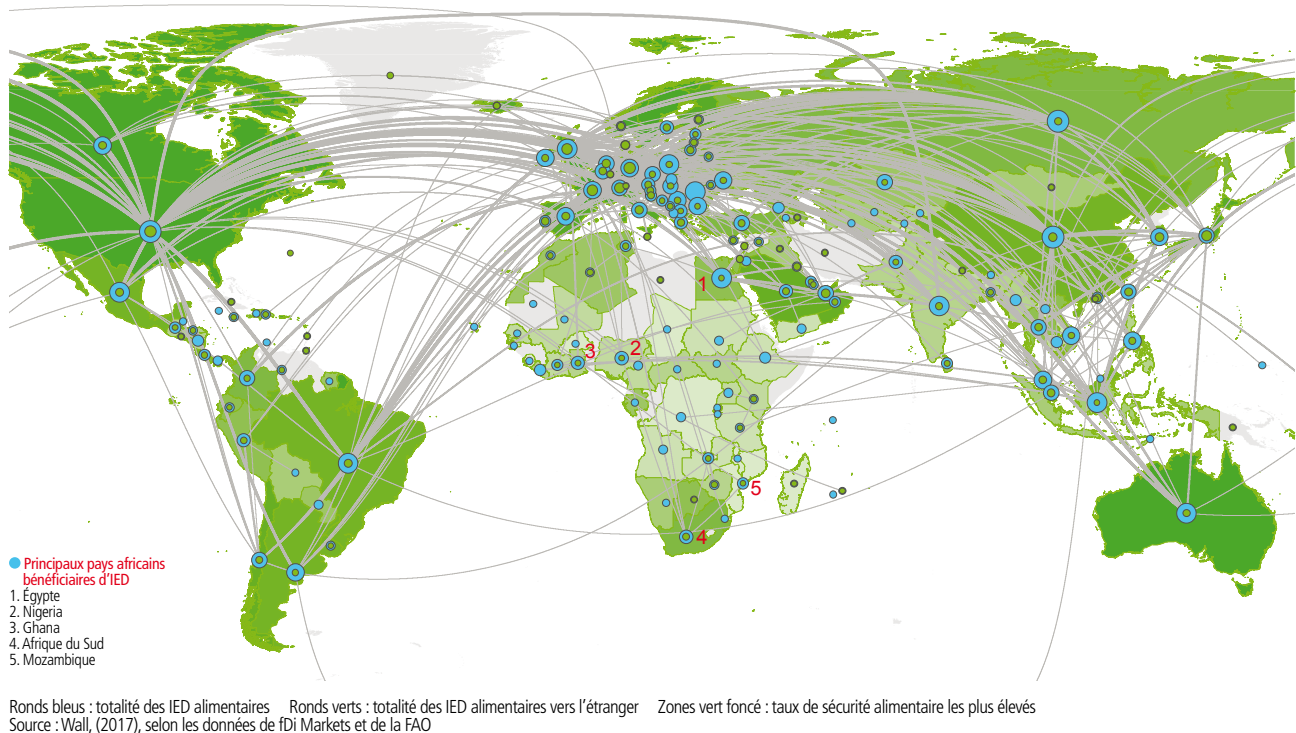 1
2
3
4
5
Principaux pays africains
bénéficiaires d'IED
1. Égypte
2. Nigeria
3. Ghana
4. Afrique du Sud
5. Mozambique
Ronds bleus : totalité des IED alimentaires Ronds verts : totalité des IED alimentaires vers l'étranger Zones vert foncé : taux de sécurité alimentaire les plus élevés
Source : Wall, (2017), selon les données de fDi Markets et de la FAO